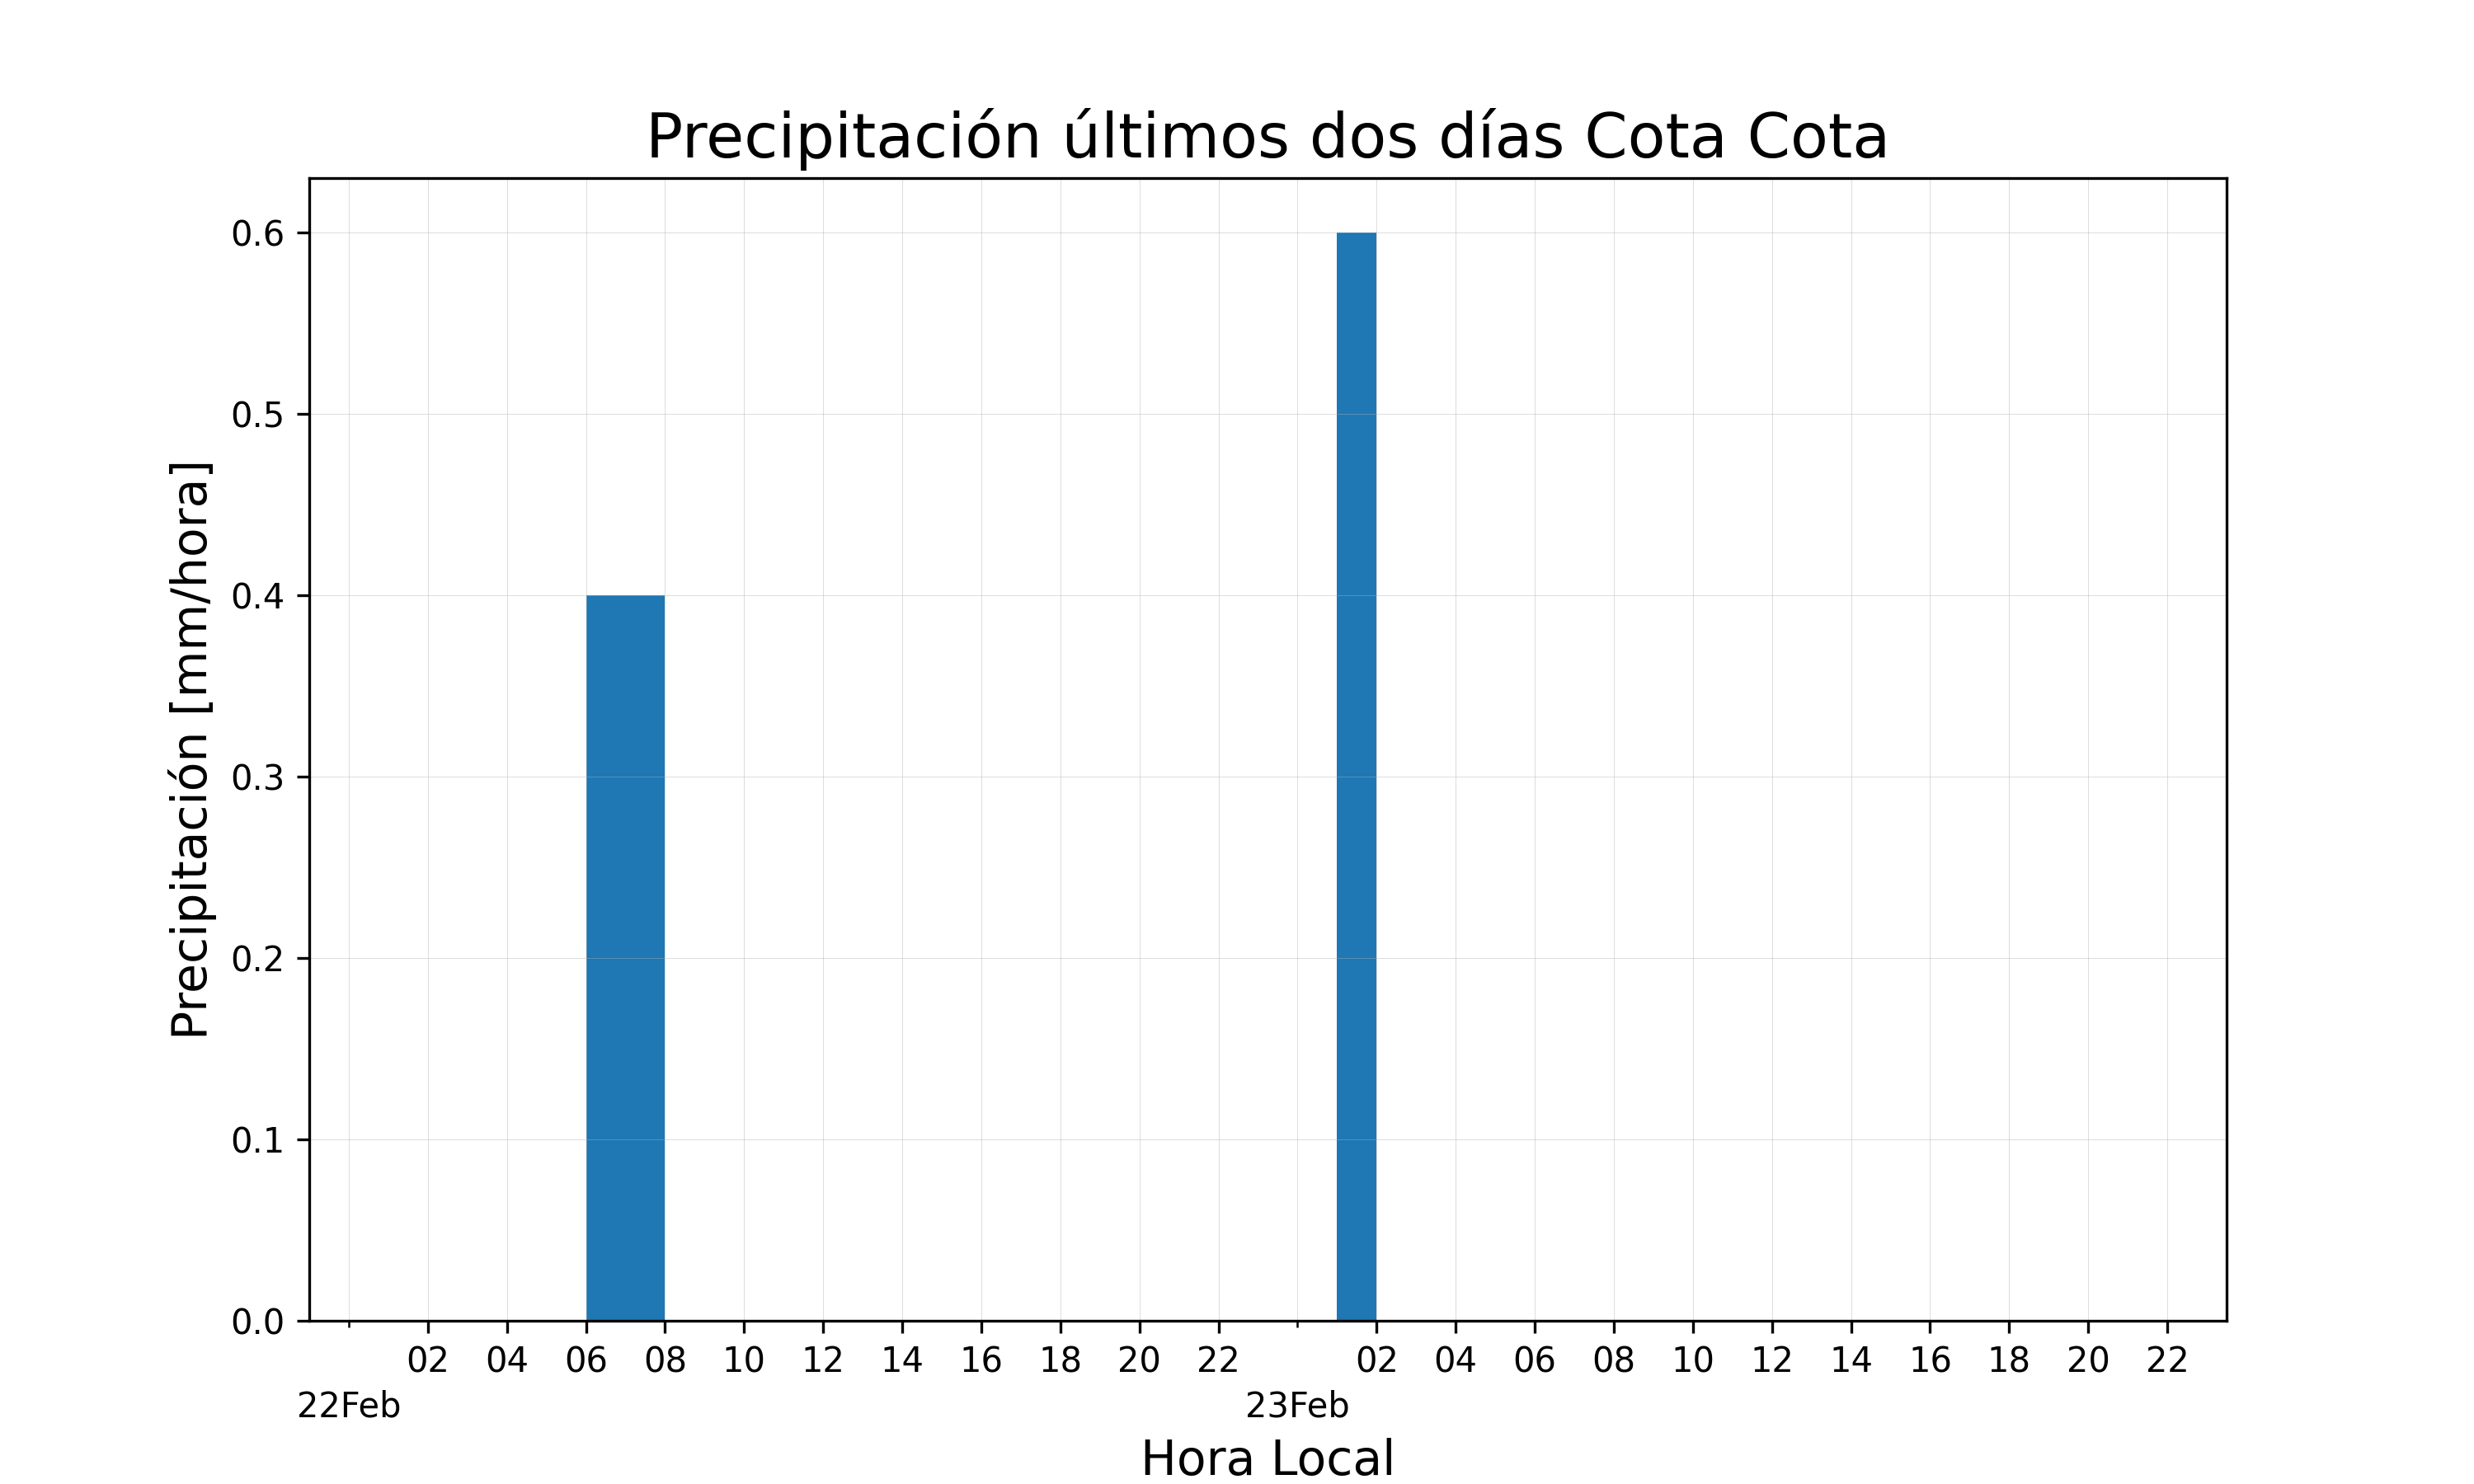 Precipitación últimos dos días Cota Cota
Precipitación [mm/hora]
0.6
0.5
0.4
0.3
0.2
0.1
0.0
02 04 06 08 10 12 14 16 18 20 22 02 04 06 08 10 12 14 16 18 20 22
22Feb 23Feb
Hora Local